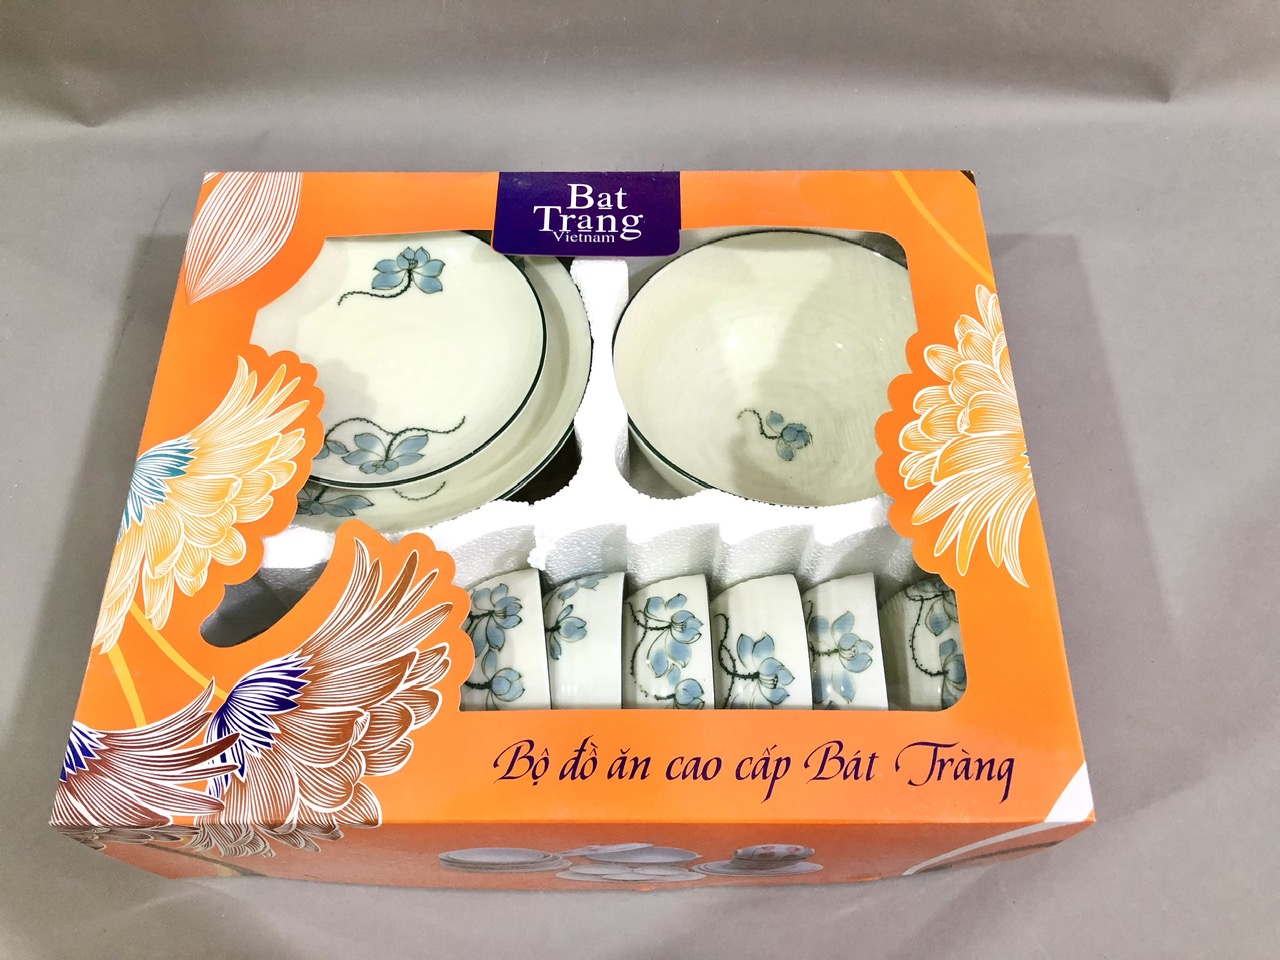 Bat
Trang
Vietnam
Bộ đồ ăn cao cấp Bát Tràng